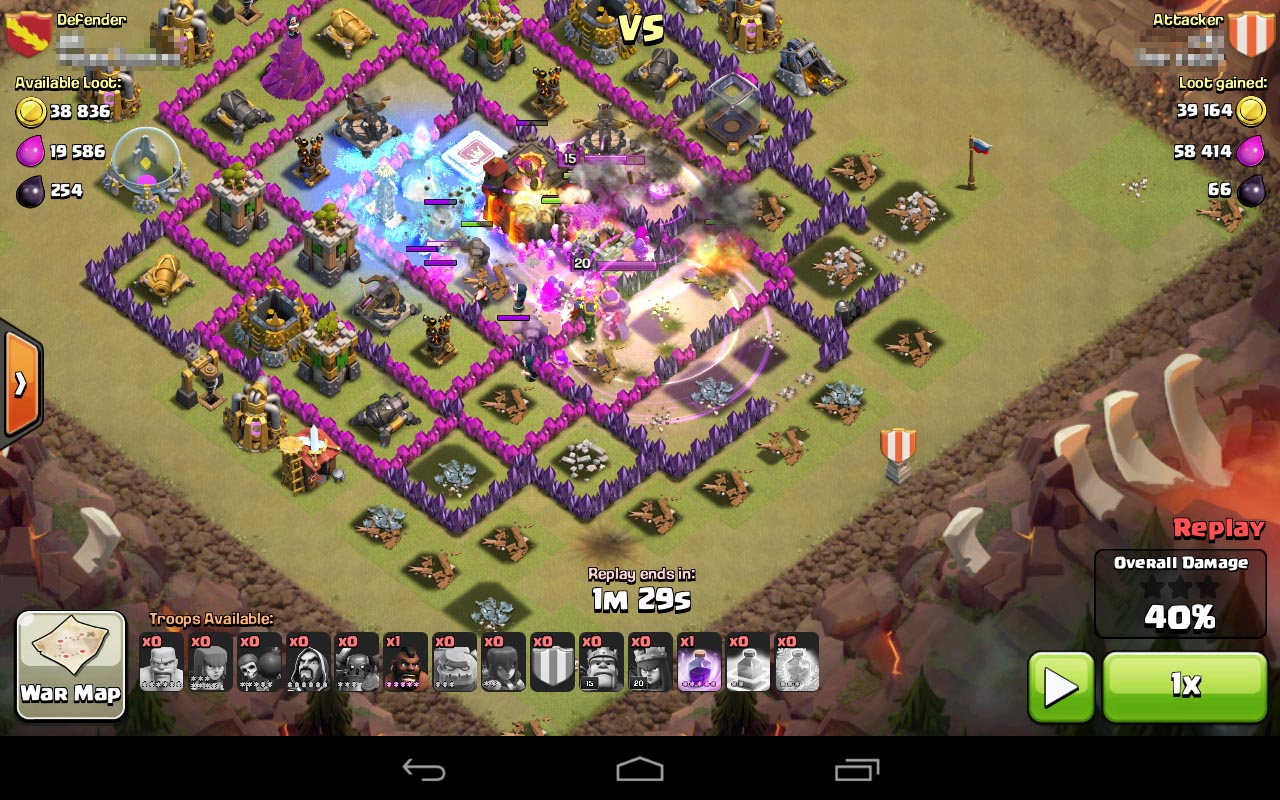 Defender
VS
Attacker
Available Loot:
38 836
19 586
254
Loot gained:
39 164
58 414
66
15
20
Replay ends in:
1m 29s
Replay
Overall Damage
40%
War Map
Troops Available:
x0 x0 x0 x0 x0 x1 x0 x0 x0 x0 x0 x1 x0 x0
15 20
1x